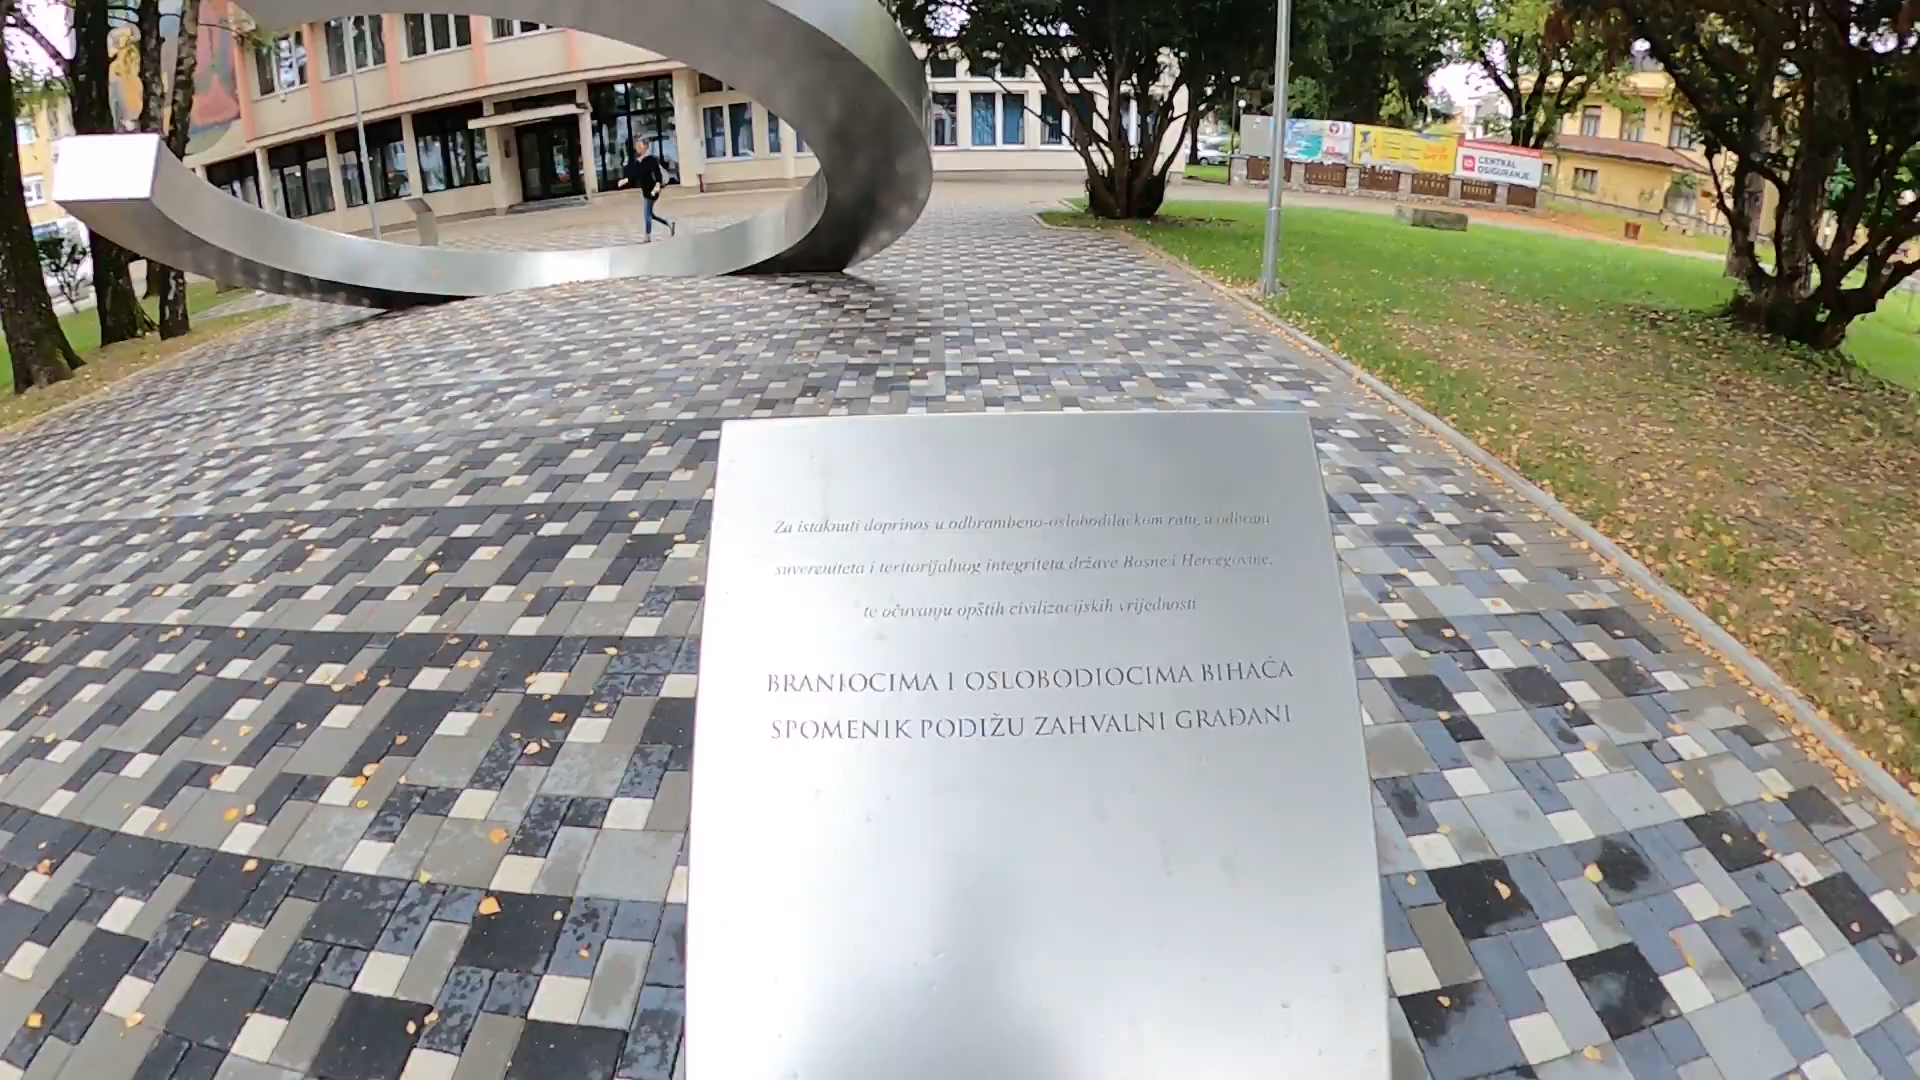 CENTRAL
OSIGURANJE.
Za istaknuti doprinos u odbrambeno-oslobodilačkom ratu, u odbrani
suvereniteta i teritorijalnog integriteta države Bosne i Hercegovine,
te očuvanju opštih civilizacijskih vrijednosti
BRANIOCIMA I OSLOBODIOCIMA BIHAĆA
SPOMENIK PODIŽU ZAHVALNI GRAĐANI